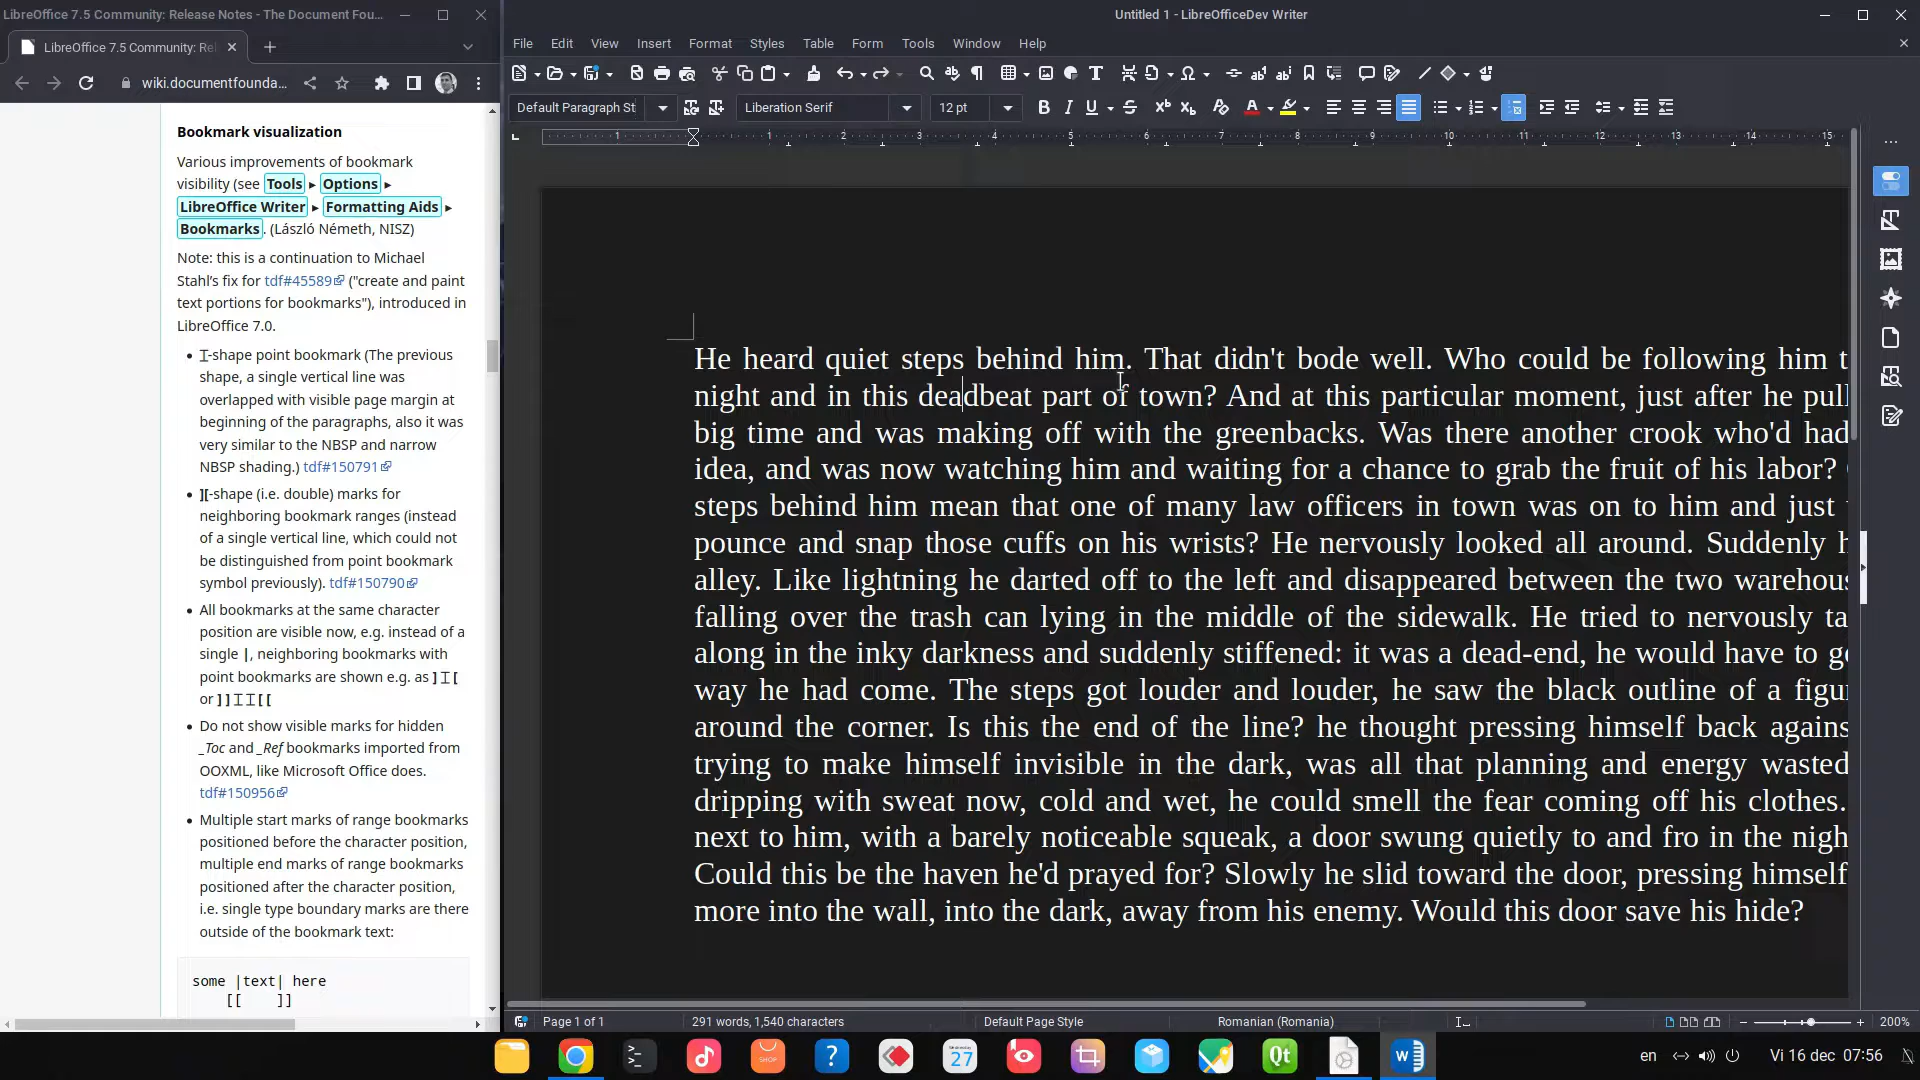 LibreOffice 7.5 Community: Release Notes - The Document Fou...
LibreOffice 7.5 Community: Rel
wiki.documentfounda...
Bookmark visualization
Various improvements of bookmark
visibility (see Tools ▸ Options ▸
LibreOffice Writer ▸ Formatting Aids ▸
Bookmarks. (László Németh, NISZ)
Note: this is a continuation to Michael
Stahl's fix for tdf#45589 ("create and paint
text portions for bookmarks"), introduced in
LibreOffice 7.0.
• 𝙸-shape point bookmark (The previous
shape, a single vertical line was
overlapped with visible page margin at
beginning of the paragraphs, also it was
very similar to the NBSP and narrow
NBSP shading.) tdf#150791
• ][-shape (i.e. double) marks for
neighboring bookmark ranges (instead
of a single vertical line, which could not
be distinguished from point bookmark
symbol previously). tdf#150790
• All bookmarks at the same character
position are visible now, e.g. instead of a
single |, neighboring bookmarks with
point bookmarks are shown e.g. as ]𝙸[
or ]]𝙸𝙸[[
• Do not show visible marks for hidden
_Toc and _Ref bookmarks imported from
OOXML, like Microsoft Office does.
tdf#150956
• Multiple start marks of range bookmarks
positioned before the character position,
multiple end marks of range bookmarks
positioned after the character position,
i.e. single type boundary marks are there
outside of the bookmark text:
some |text| here
[[ ]]
Untitled 1 - LibreOfficeDev Writer
File Edit View Insert Format Styles Table Form Tools Window Help
Default Paragraph St Liberation Serif 12 pt
1 1 2 3 4 5 6 7 8 9 10 11 12 13 14 15
He heard quiet steps behind him. That didn't bode well. Who could be following him t
night and in this deadbeat part of town? And at this particular moment, just after he pull
big time and was making off with the greenbacks. Was there another crook who'd had
idea, and was now watching him and waiting for a chance to grab the fruit of his labor?
steps behind him mean that one of many law officers in town was on to him and just
pounce and snap those cuffs on his wrists? He nervously looked all around. Suddenly h
alley. Like lightning he darted off to the left and disappeared between the two warehous
falling over the trash can lying in the middle of the sidewalk. He tried to nervously ta
along in the inky darkness and suddenly stiffened: it was a dead-end, he would have to go
way he had come. The steps got louder and louder, he saw the black outline of a figur
around the corner. Is this the end of the line? he thought pressing himself back agains
trying to make himself invisible in the dark, was all that planning and energy wasted
dripping with sweat now, cold and wet, he could smell the fear coming off his clothes.
next to him, with a barely noticeable squeak, a door swung quietly to and fro in the nigh
Could this be the haven he'd prayed for? Slowly he slid toward the door, pressing himself
more into the wall, into the dark, away from his enemy. Would this door save his hide?
Page 1 of 1 291 words, 1,540 characters Default Page Style Romanian (Romania) 200%
SHOP 27 Qt W
en Vi 16 dec 07:56